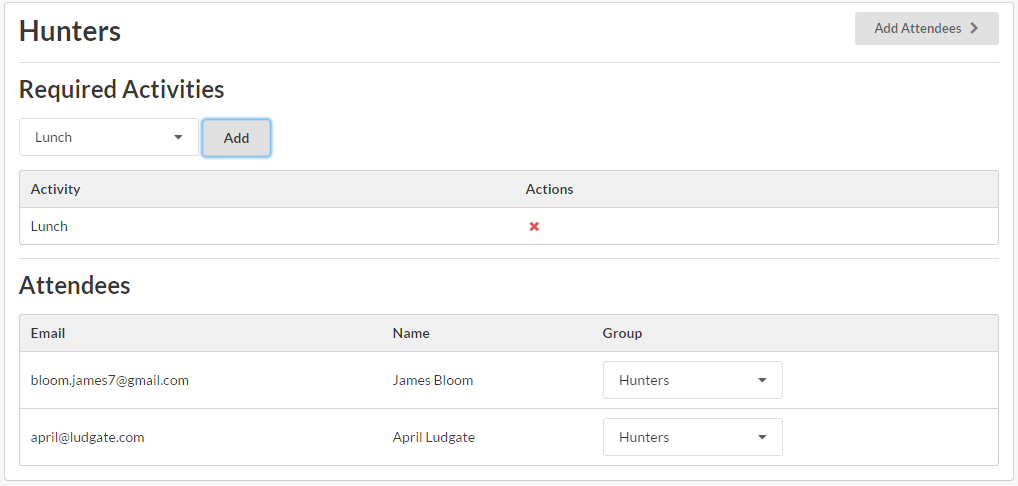 Hunters
Add Attendees
Required Activities
Lunch
Add
Activity Actions
Lunch
Attendees
Email Name Group
bloom.james7@gmail.com James Bloom Hunters
april@ludgate.com April Ludgate Hunters